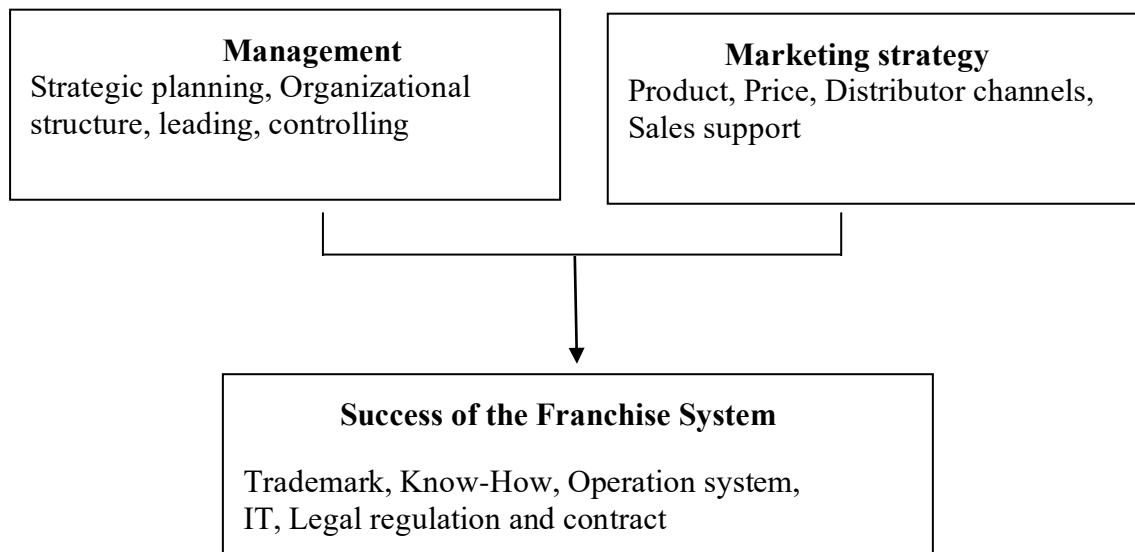 Management
Strategic planning, Organizational
structure, leading, controlling
Marketing strategy
Product, Price, Distributor channels,
Sales support
Success of the Franchise System
Trademark, Know-How, Operation system,
IT, Legal regulation and contract